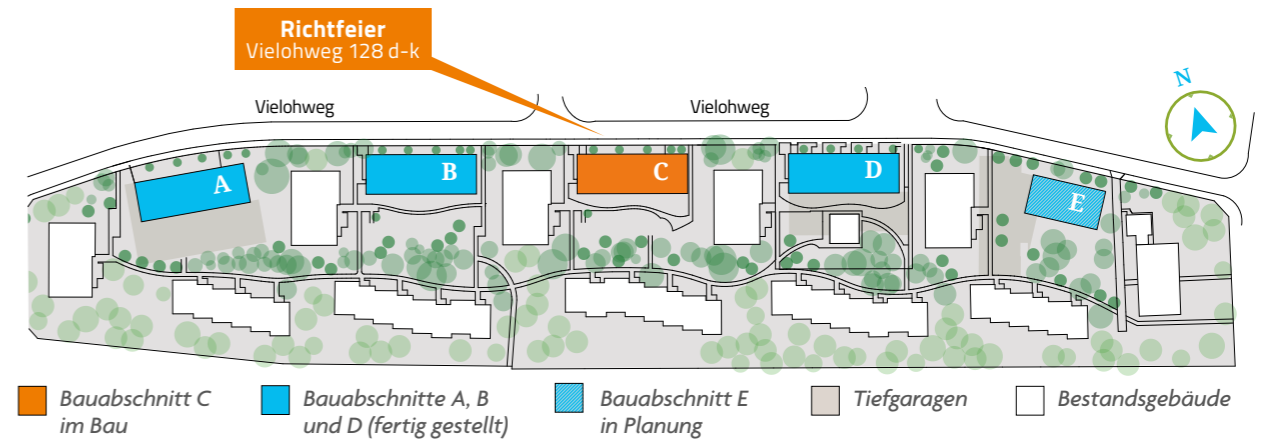 Richtfeier
Vielohweg 128 d-k
Vielohweg
Vielohweg
N
A
B
C
D
E
Bauabschnitt C
im Bau
Bauabschnitte A, B
und D (fertig gestellt)
Bauabschnitt E
in Planung
Tiefgaragen
Bestandsgebäude